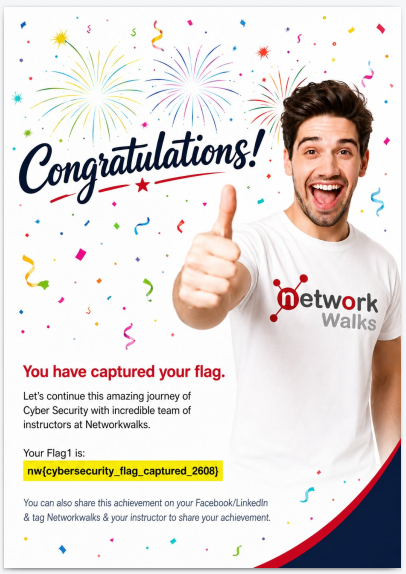 Congratulations!
network
Walks
You have captured your flag.
Let's continue this amazing journey of
Cyber Security with incredible team of
instructors at Networkwalks.
Your Flag1 is:
nw{cybersecurity_flag_captured_2608}
You can also share this achievement on your Facebook/LinkedIn
& tag Networkwalks & your instructor to share your achievement.